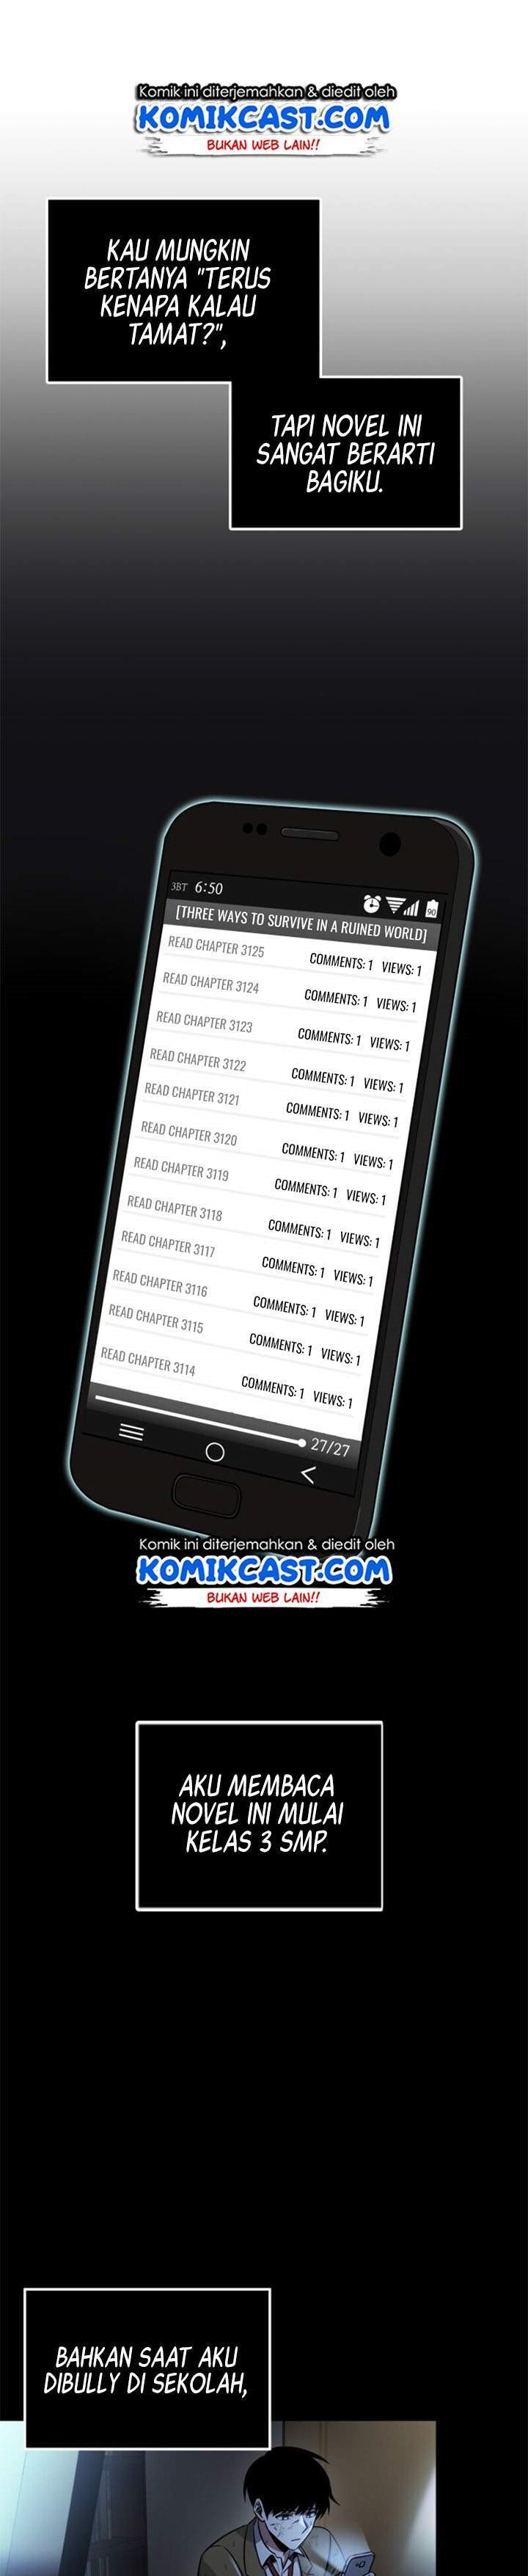 Komik ini diterjemahkan & diedit oleh
KOMIKCAST.COM
BUKAN WEB LAIN!!
KAU MUNGKIN
BERTANYA "TERUS
KENAPA KALAU
TAMAT?",
TAPI NOVEL INI
SANGAT BERARTI
BAGIKU.
3BT 6:50 90
[THREE WAYS TO SURVIVE IN A RUINED WORLD]
READ CHAPTER 3125 COMMENTS: 1 VIEWS: 1
READ CHAPTER 3124 COMMENTS: 1 VIEWS: 1
READ CHAPTER 3123 COMMENTS: 1 VIEWS: 1
READ CHAPTER 3122 COMMENTS: 1 VIEWS: 1
READ CHAPTER 3121 COMMENTS: 1 VIEWS: 1
READ CHAPTER 3120 COMMENTS: 1 VIEWS: 1
READ CHAPTER 3119 COMMENTS: 1 VIEWS: 1
READ CHAPTER 3118 COMMENTS: 1 VIEWS: 1
READ CHAPTER 3117 COMMENTS: 1 VIEWS: 1
READ CHAPTER 3116 COMMENTS: 1 VIEWS: 1
READ CHAPTER 3115 COMMENTS: 1 VIEWS: 1
READ CHAPTER 3114 COMMENTS: 1 VIEWS: 1
27/27
Komik ini diterjemahkan & diedit oleh
KOMIKCAST.COM
BUKAN WEB LAIN!!
AKU MEMBACA
NOVEL INI MULAI
KELAS 3 SMP.
BAHKAN SAAT AKU
DIBULLY DI SEKOLAH,